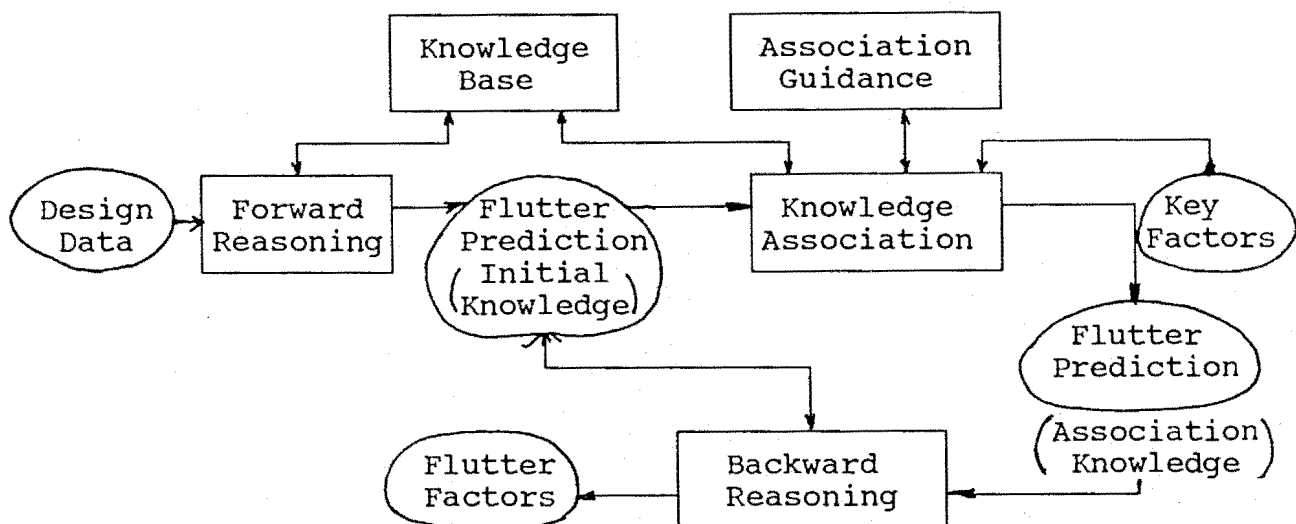 Knowledge
Base
Association
Guidance
Design
Data
Forward
Reasoning
Flutter
Prediction
(Initial
Knowledge)
Knowledge
Association
Key
Factors
Flutter
Prediction
(Association
Knowledge)
Flutter
Factors
Backward
Reasoning